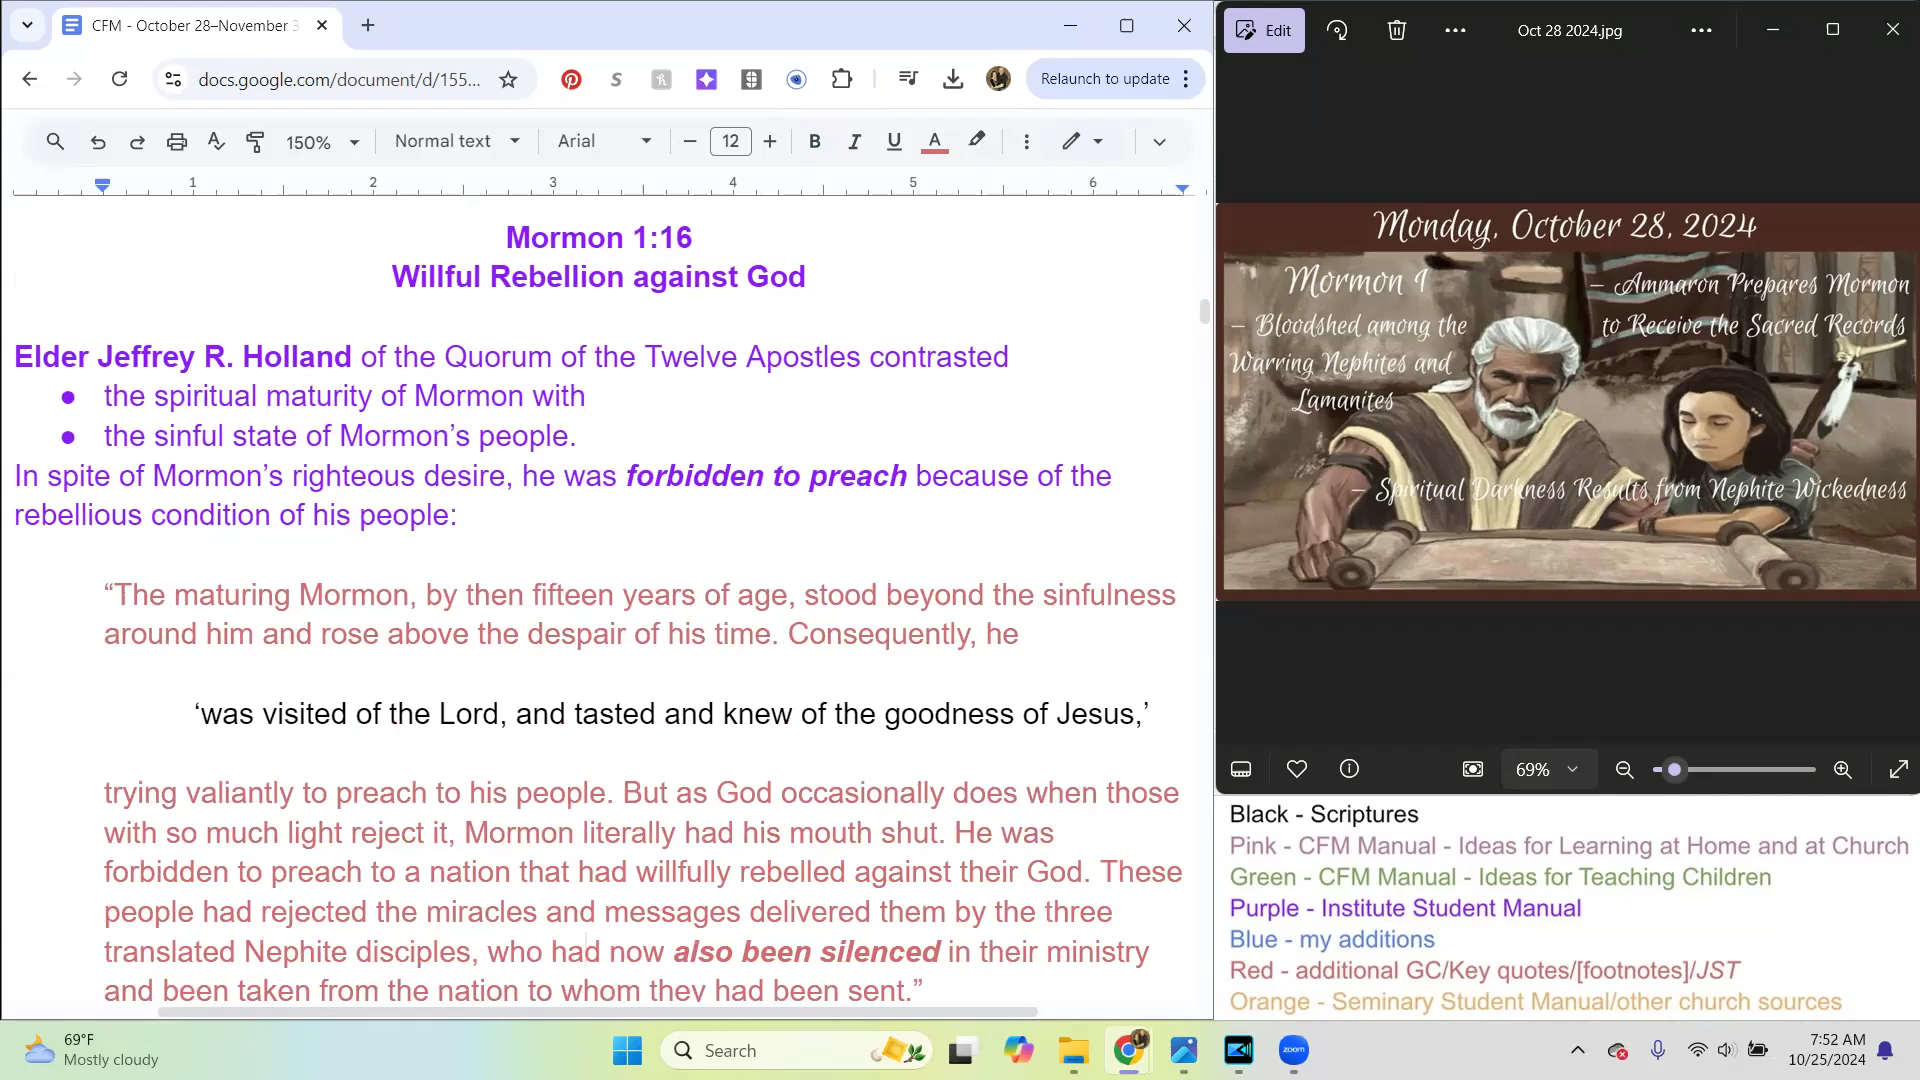 CFM - October 28–November 3
docs.google.com/document/d/155...
Relaunch to update
150%
Normal text
Arial
12
B
I
U
A
1
2
3
4
5
6
Mormon 1:16
Willful Rebellion against God
Elder Jeffrey R. Holland of the Quorum of the Twelve Apostles contrasted
● the spiritual maturity of Mormon with
● the sinful state of Mormon’s people.
In spite of Mormon’s righteous desire, he was forbidden to preach because of the
rebellious condition of his people:
“The maturing Mormon, by then fifteen years of age, stood beyond the sinfulness
around him and rose above the despair of his time. Consequently, he
‘was visited of the Lord, and tasted and knew of the goodness of Jesus,’
trying valiantly to preach to his people. But as God occasionally does when those
with so much light reject it, Mormon literally had his mouth shut. He was
forbidden to preach to a nation that had willfully rebelled against their God. These
people had rejected the miracles and messages delivered them by the three
translated Nephite disciples, who had now also been silenced in their ministry
and been taken from the nation to whom they had been sent.”
Edit
Oct 28 2024.jpg
Monday, October 28, 2024
Mormon 1
– Bloodshed among the
Warring Nephites and
Lamanites
– Ammaron Prepares Mormon
to Receive the Sacred Records
– Spiritual Darkness Results from Nephite Wickedness
69%
Black - Scriptures
Pink - CFM Manual - Ideas for Learning at Home and at Church
Green - CFM Manual - Ideas for Teaching Children
Purple - Institute Student Manual
Blue - my additions
Red - additional GC/Key quotes/[footnotes]/JST
Orange - Seminary Student Manual/other church sources
69°F
Mostly cloudy
Search
zoom
7:52 AM
10/25/2024